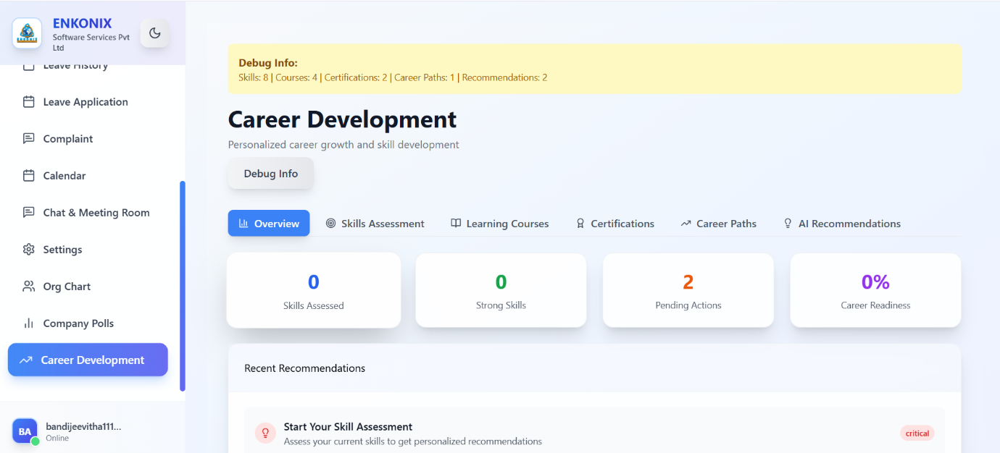 ENKONIX
Software Services Pvt
Ltd
Leave History
Leave Application
Complaint
Calendar
Chat & Meeting Room
Settings
Org Chart
Company Polls
Career Development
BA
bandijeevitha111...
Online
Debug Info:
Skills: 8 | Courses: 4 | Certifications: 2 | Career Paths: 1 | Recommendations: 2
Career Development
Personalized career growth and skill development
Debug Info
Overview Skills Assessment Learning Courses Certifications Career Paths AI Recommendations
0
Skills Assessed
0
Strong Skills
2
Pending Actions
0%
Career Readiness
Recent Recommendations
Start Your Skill Assessment
Assess your current skills to get personalized recommendations
critical